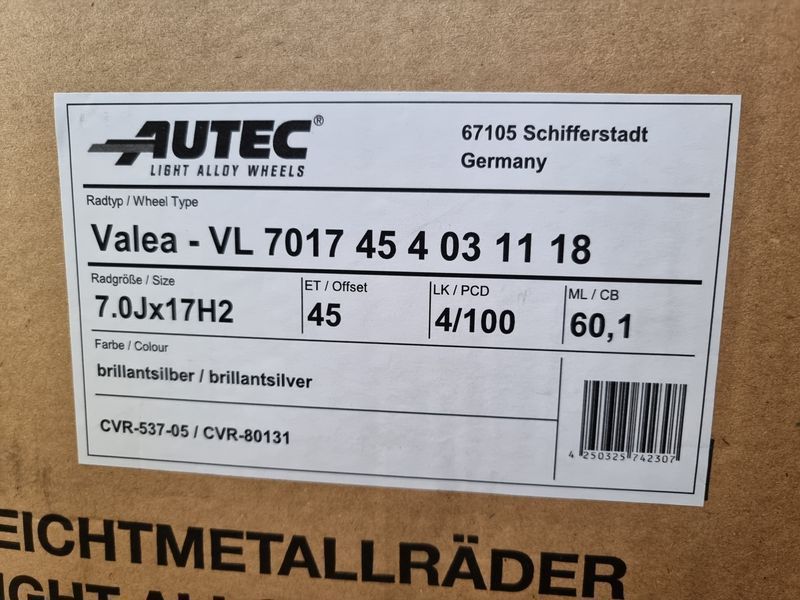 AUTEC®
LIGHT ALLOY WHEELS
67105 Schifferstadt
Germany
Radtyp / Wheel Type
Valea - VL 7017 45 4 03 11 18
Radgröße / Size
7.0Jx17H2
ET / Offset
45
LK / PCD
4/100
ML / CB
60,1
Farbe / Colour
brillantsilber / brillantsilver
CVR-537-05 / CVR-80131
4 250325 742307
EICHTMETALLRÄDER
IGHT ALLO